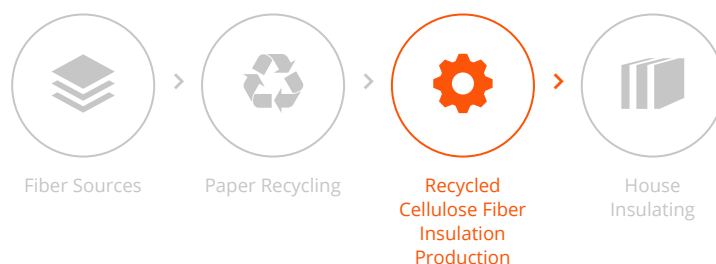 Fiber Sources
Paper Recycling
Recycled
Cellulose Fiber
Insulation
Production
House
Insulating